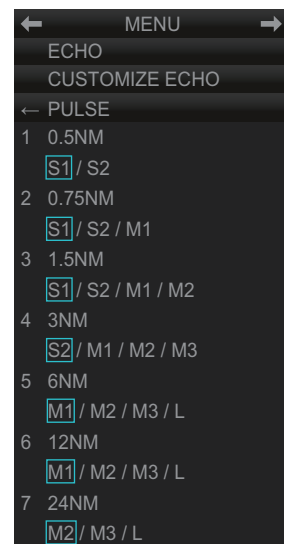 MENU
ECHO
CUSTOMIZE ECHO
← PULSE
1 0.5NM
S1 / S2
2 0.75NM
S1 / S2 / M1
3 1.5NM
S1 / S2 / M1 / M2
4 3NM
S2 / M1 / M2 / M3
5 6NM
M1 / M2 / M3 / L
6 12NM
M1 / M2 / M3 / L
7 24NM
M2 / M3 / L